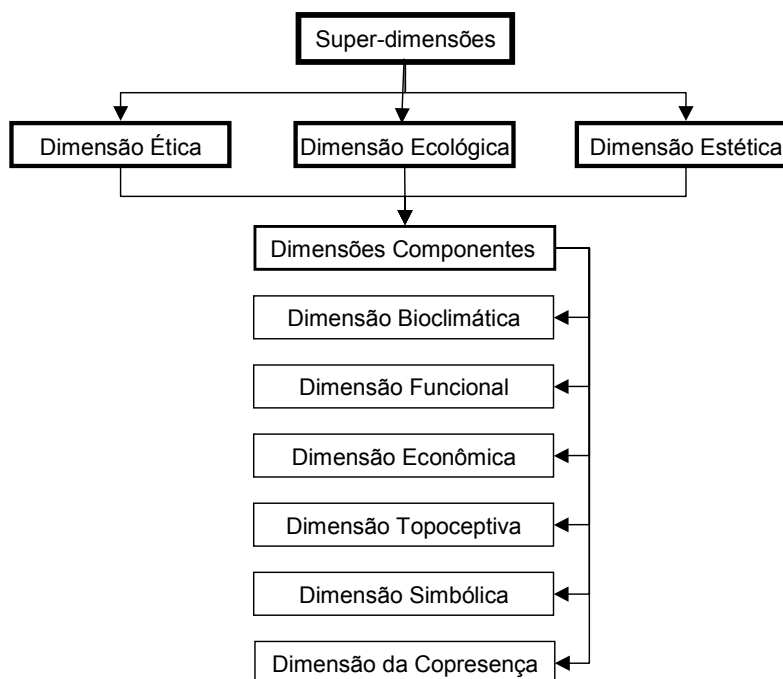 Super-dimensões
Dimensão Ética
Dimensão Ecológica
Dimensão Estética
Dimensões Componentes
Dimensão Bioclimática
Dimensão Funcional
Dimensão Econômica
Dimensão Topoceptiva
Dimensão Simbólica
Dimensão da Copresença